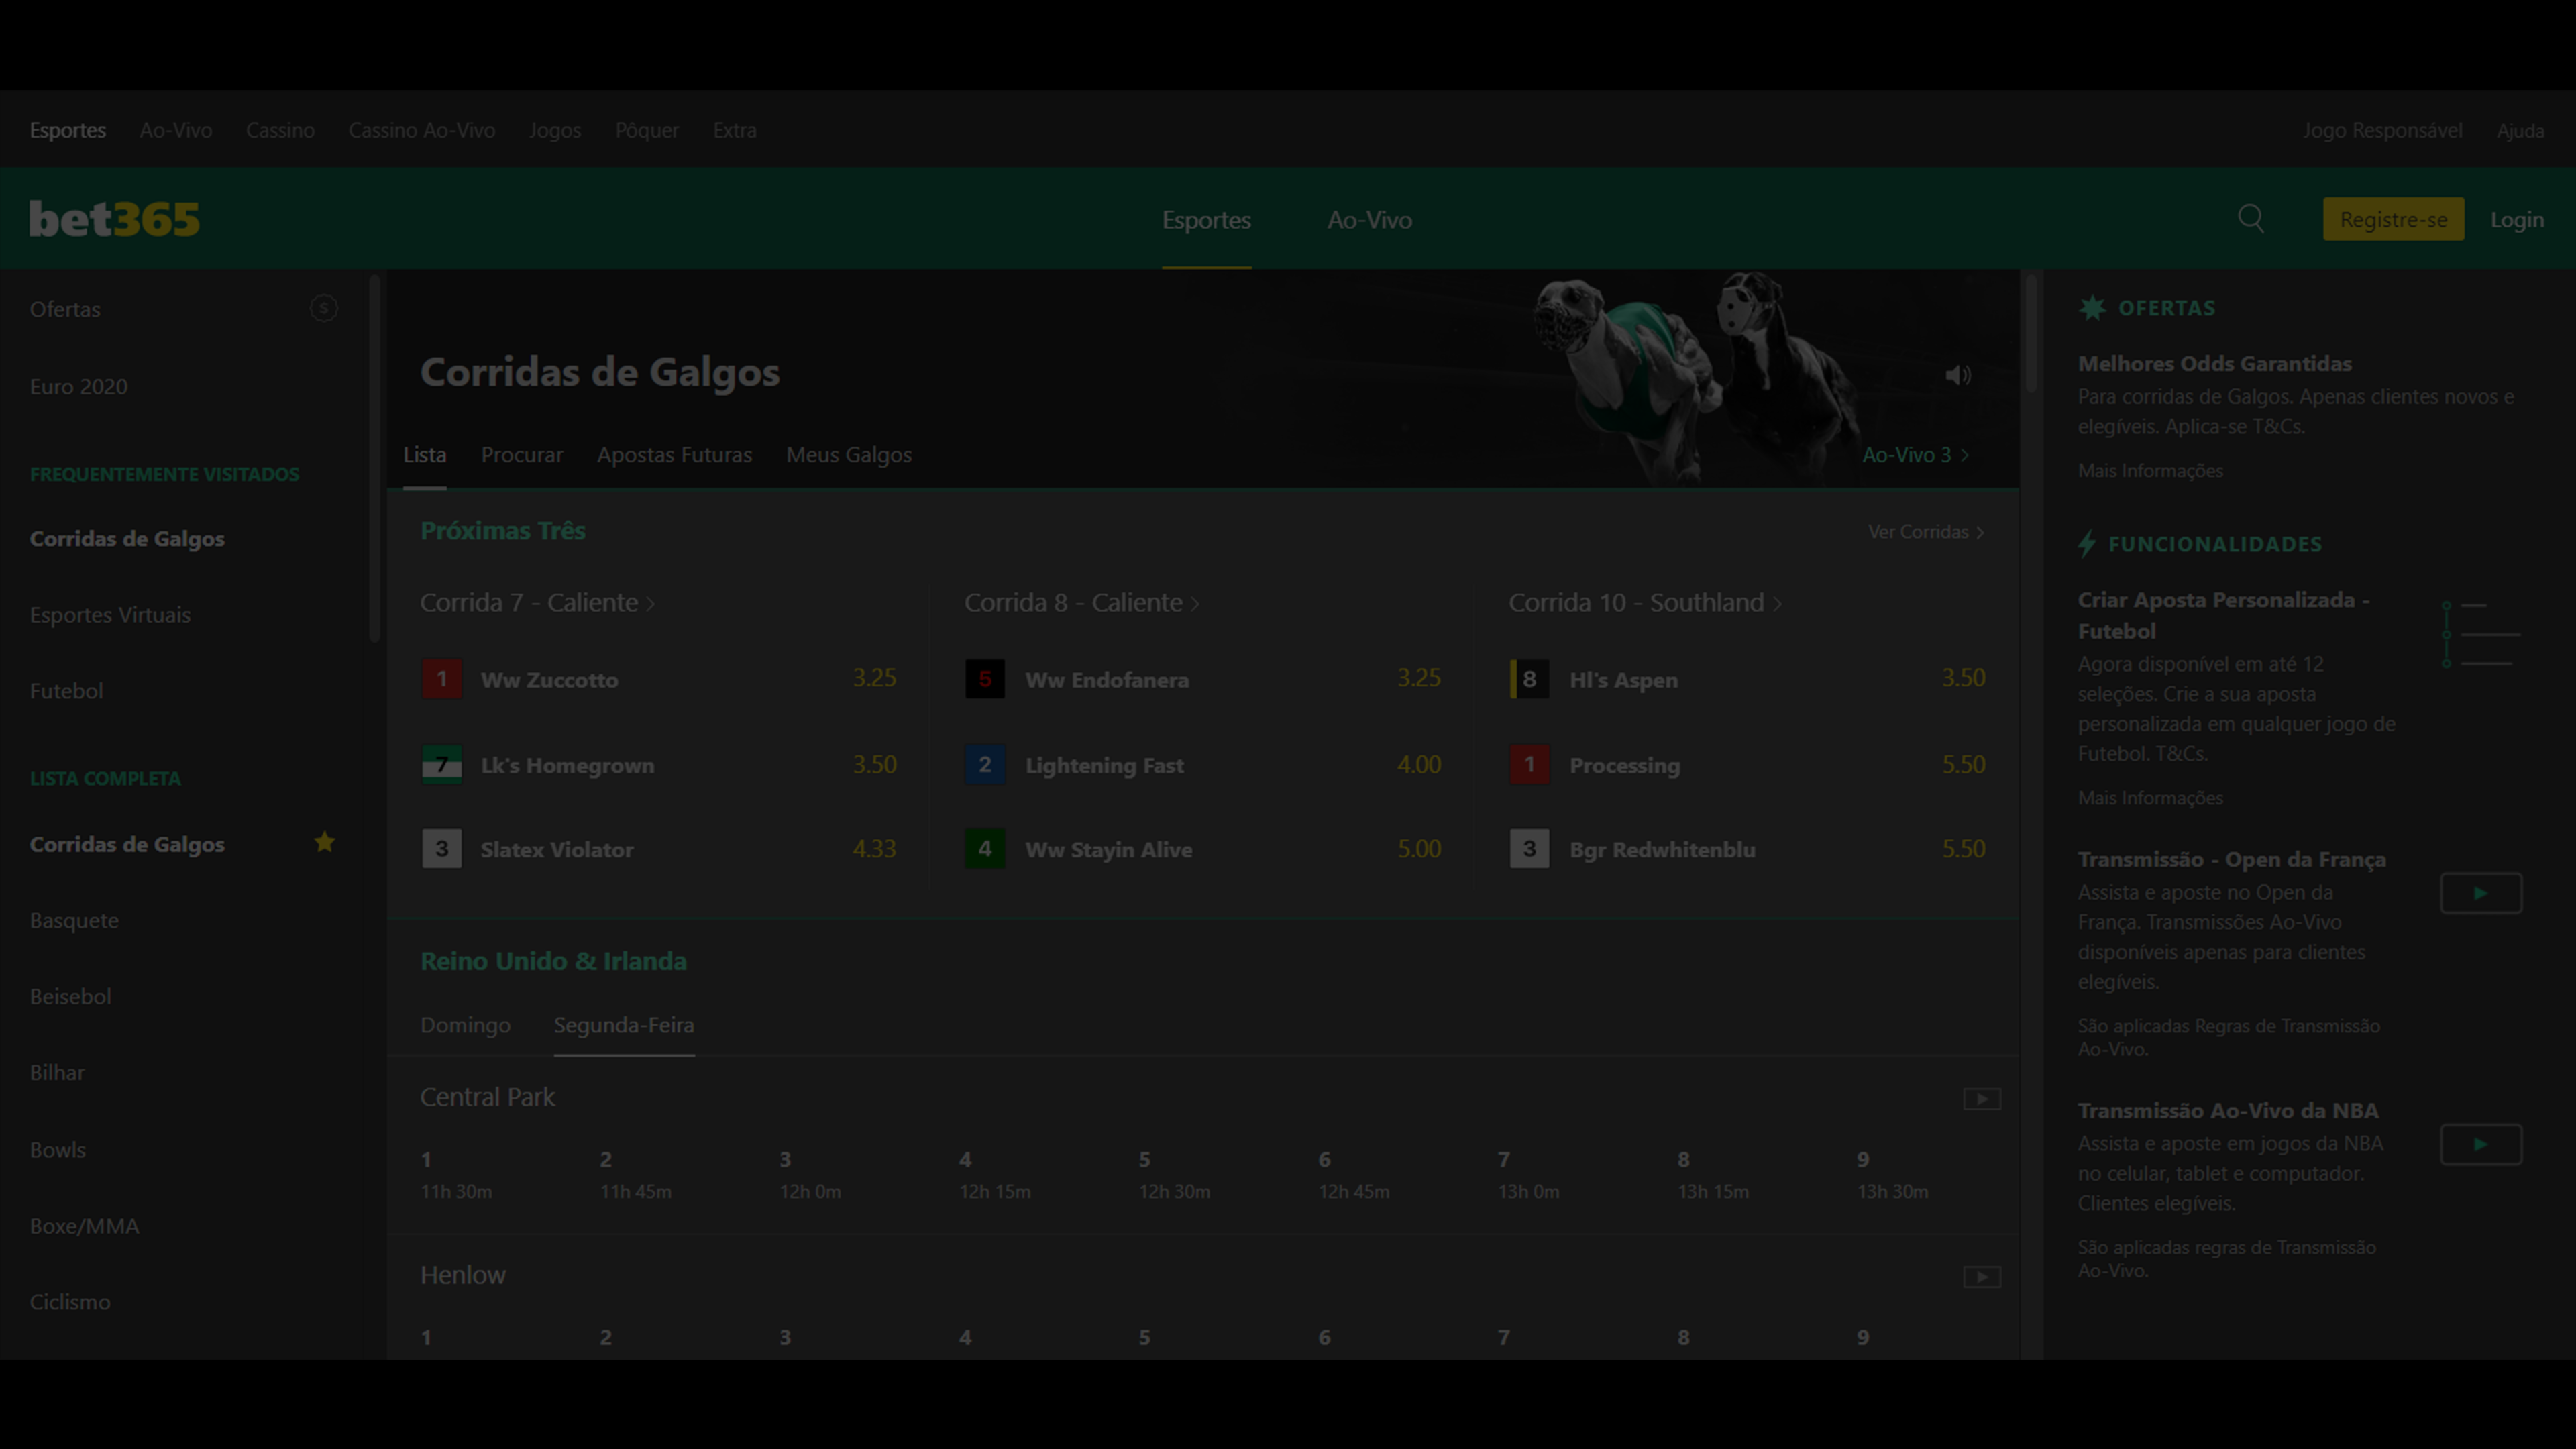 Esportes Ao-Vivo Cassino Cassino Ao-Vivo Jogos Pôquer Extra Jogo Responsável Ajuda
bet365 Esportes Ao-Vivo Registre-se Login
Ofertas
Euro 2020
FREQUENTEMENTE VISITADOS
Corridas de Galgos
Esportes Virtuais
Futebol
LISTA COMPLETA
Corridas de Galgos
Basquete
Beisebol
Bilhar
Bowls
Boxe/MMA
Ciclismo
Corridas de Galgos
Lista Procurar Apostas Futuras Meus Galgos Ao-Vivo 3 >
Próximas Três Ver Corridas >
Corrida 7 - Caliente >
1 Ww Zuccotto 3.25
7 Lk's Homegrown 3.50
3 Slatex Violator 4.33
Corrida 8 - Caliente >
5 Ww Endofanera 3.25
2 Lightening Fast 4.00
4 Ww Stayin Alive 5.00
Corrida 10 - Southland >
8 Hl's Aspen 3.50
1 Processing 5.50
3 Bgr Redwhitenblu 5.50
Reino Unido & Irlanda
Domingo Segunda-Feira
Central Park
1 2 3 4 5 6 7 8 9
11h 30m 11h 45m 12h 0m 12h 15m 12h 30m 12h 45m 13h 0m 13h 15m 13h 30m
Henlow
1 2 3 4 5 6 7 8 9
OFERTAS
Melhores Odds Garantidas
Para corridas de Galgos. Apenas clientes novos e
elegíveis. Aplica-se T&Cs.
Mais Informações
FUNCIONALIDADES
Criar Aposta Personalizada -
Futebol
Agora disponível em até 12
seleções. Crie a sua aposta
personalizada em qualquer jogo de
Futebol. T&Cs.
Mais Informações
Transmissão - Open da França
Assista e aposte no Open da
França. Transmissões Ao-Vivo
disponíveis apenas para clientes
elegíveis.
São aplicadas Regras de Transmissão
Ao-Vivo.
Transmissão Ao-Vivo da NBA
Assista e aposte em jogos da NBA
no celular, tablet e computador.
Clientes elegíveis.
São aplicadas regras de Transmissão
Ao-Vivo.